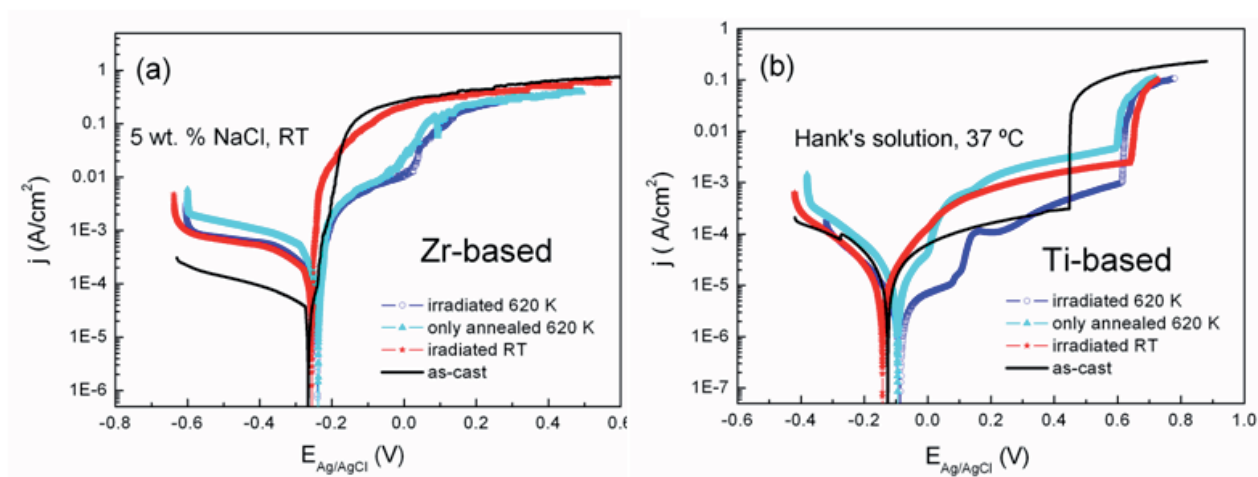 (a)
5 wt. % NaCl, RT
Zr-based
irradiated 620 K
only annealed 620 K
iradiated RT
as-cast
j (A/cm²)
1
0.1
0.01
1E-3
1E-4
1E-5
1E-6
-0.8 -0.6 -0.4 -0.2 0.0 0.2 0.4 0.6
E Ag/AgCl (V)
(b)
Hank's solution, 37 ºC
Ti-based
irradiated 620 K
only annealed 620 K
irradiated RT
as-cast
j ( A/cm²)
1
0.1
0.01
1E-3
1E-4
1E-5
1E-6
1E-7
-0.6 -0.4 -0.2 0.0 0.2 0.4 0.6 0.8 1.0
E Ag/AgCl (V)